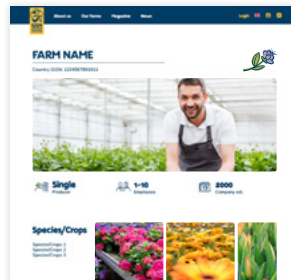 About us Our Farms Magazine News Login
FARM NAME
Country |GGN: 1234567891011
Single
Producer
1-10
Employees
2000
Company est.
Species/Crops
Species/Crops 1
Species/Crops 2
Species/Crops 3